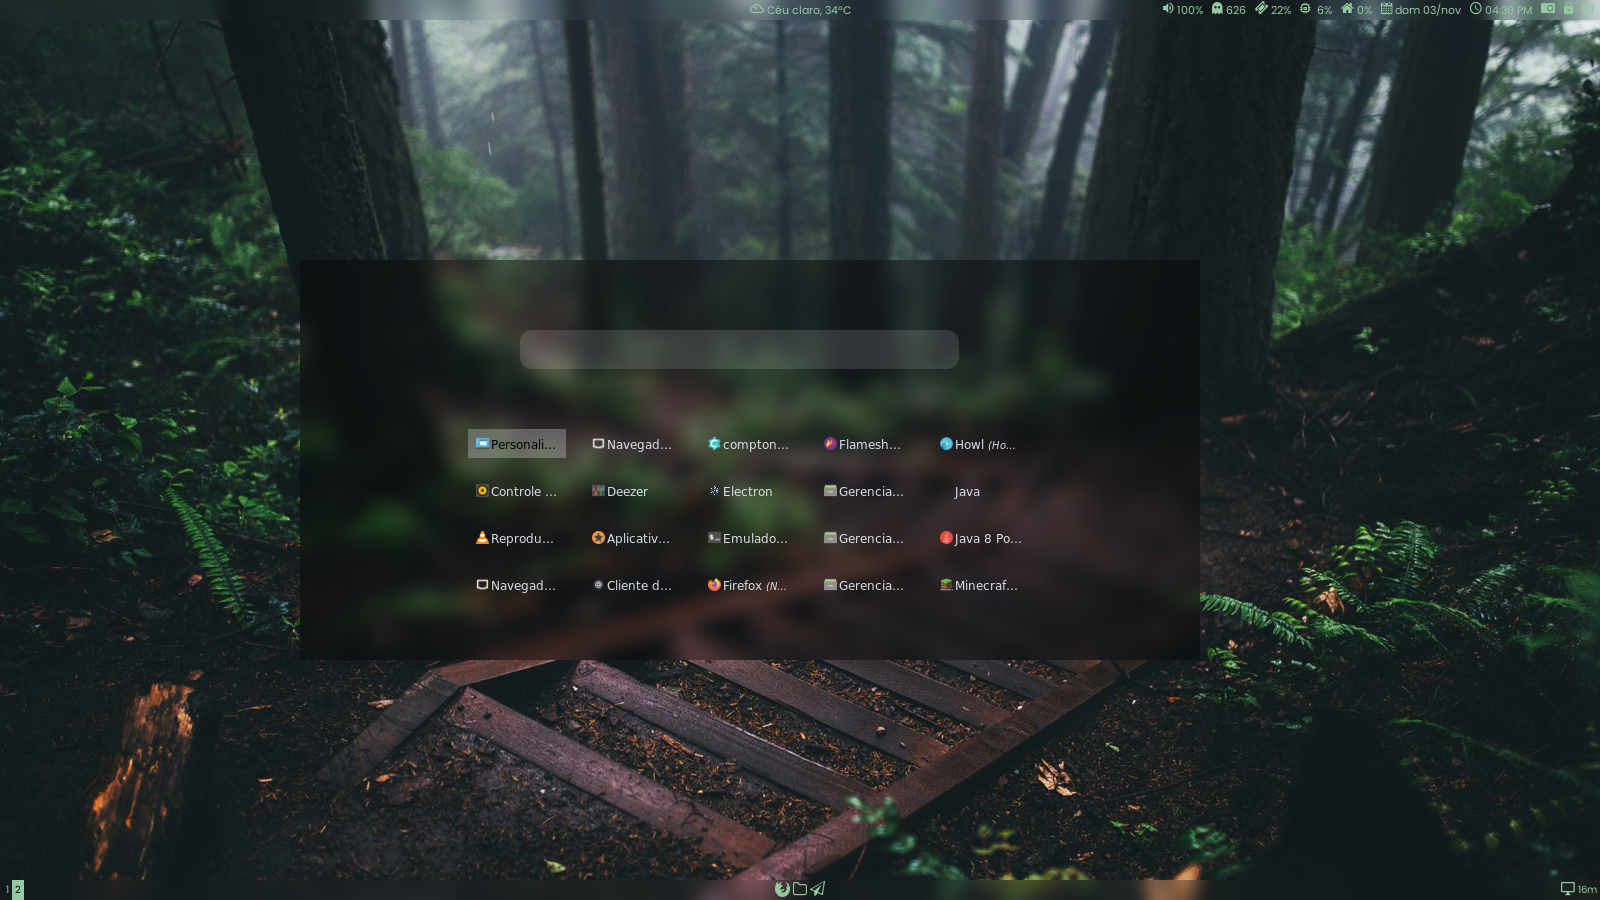 Céu claro, 34°C
100% 626 22% 6% 0% dom 03/nov 04:30 PM
Personali... Navegad... compton... Flamesh... Howl (Ho...
Controle ... Deezer Electron Gerencia... Java
Reprodu... Aplicativ... Emulado... Gerencia... Java 8 Po...
Navegad... Cliente d... Firefox (N... Gerencia... Minecraf...
1 2 16m